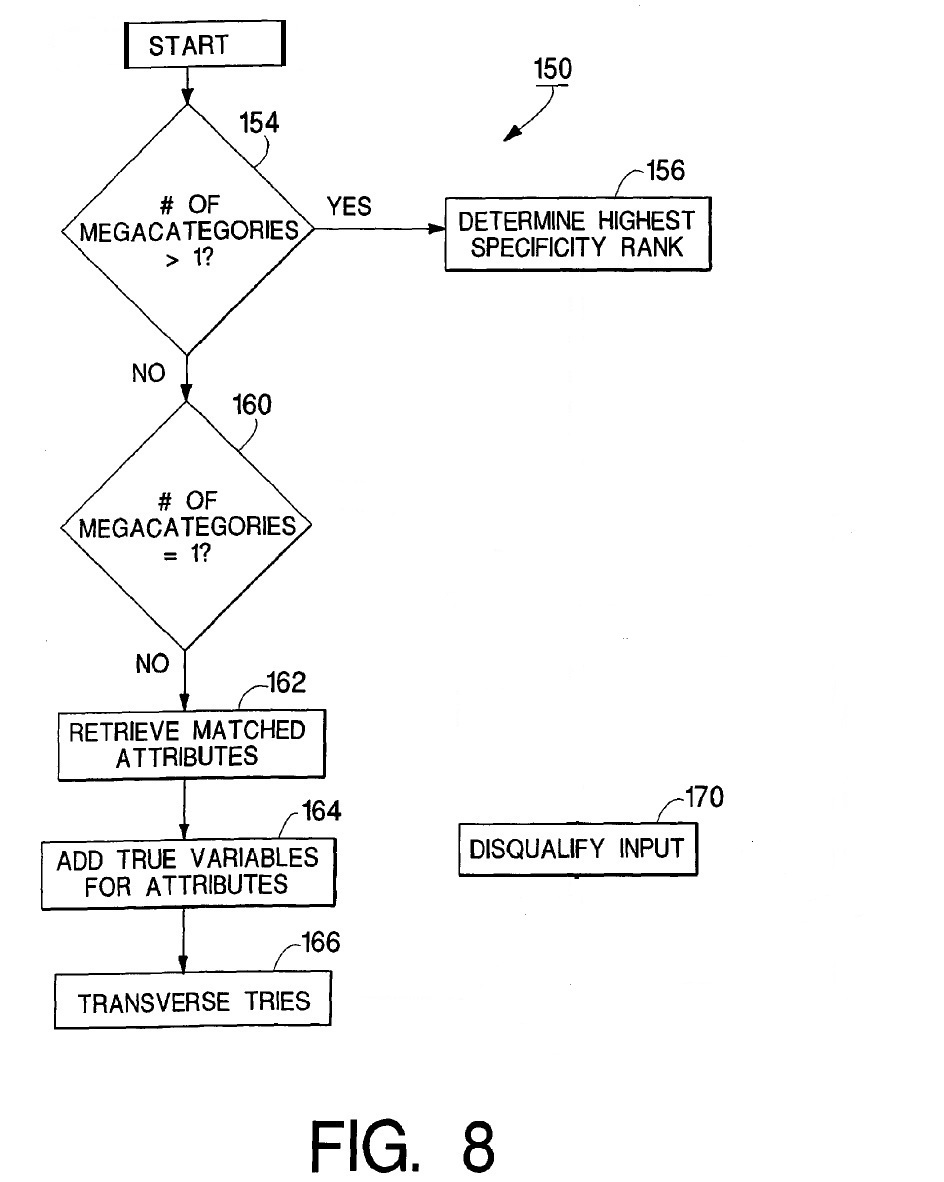 START
150
154
# OF
MEGACATEGORIES
> 1?
YES
156
DETERMINE HIGHEST
SPECIFICITY RANK
NO
160
# OF
MEGACATEGORIES
= 1?
NO
162
RETRIEVE MATCHED
ATTRIBUTES
164
ADD TRUE VARIABLES
FOR ATTRIBUTES
170
DISQUALIFY INPUT
166
TRANSVERSE TRIES
FIG. 8